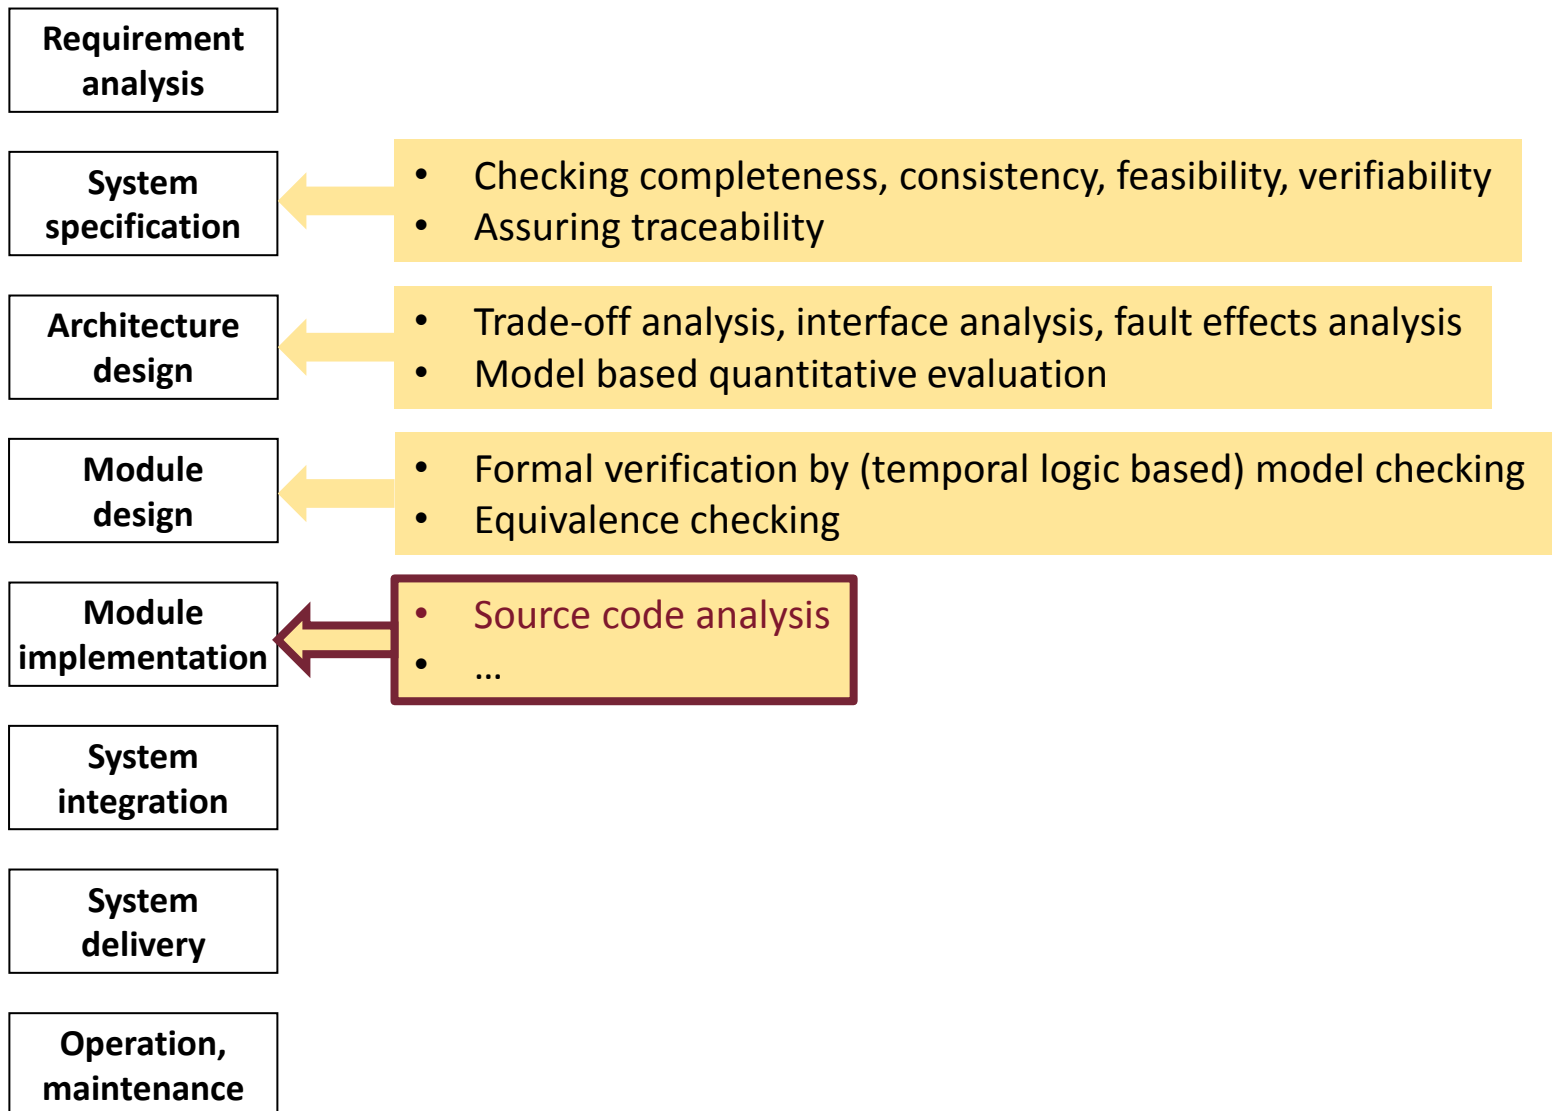 Requirement
analysis
System
specification
• Checking completeness, consistency, feasibility, verifiability
• Assuring traceability
Architecture
design
• Trade-off analysis, interface analysis, fault effects analysis
• Model based quantitative evaluation
Module
design
• Formal verification by (temporal logic based) model checking
• Equivalence checking
Module
implementation
• Source code analysis
• ...
System
integration
System
delivery
Operation,
maintenance